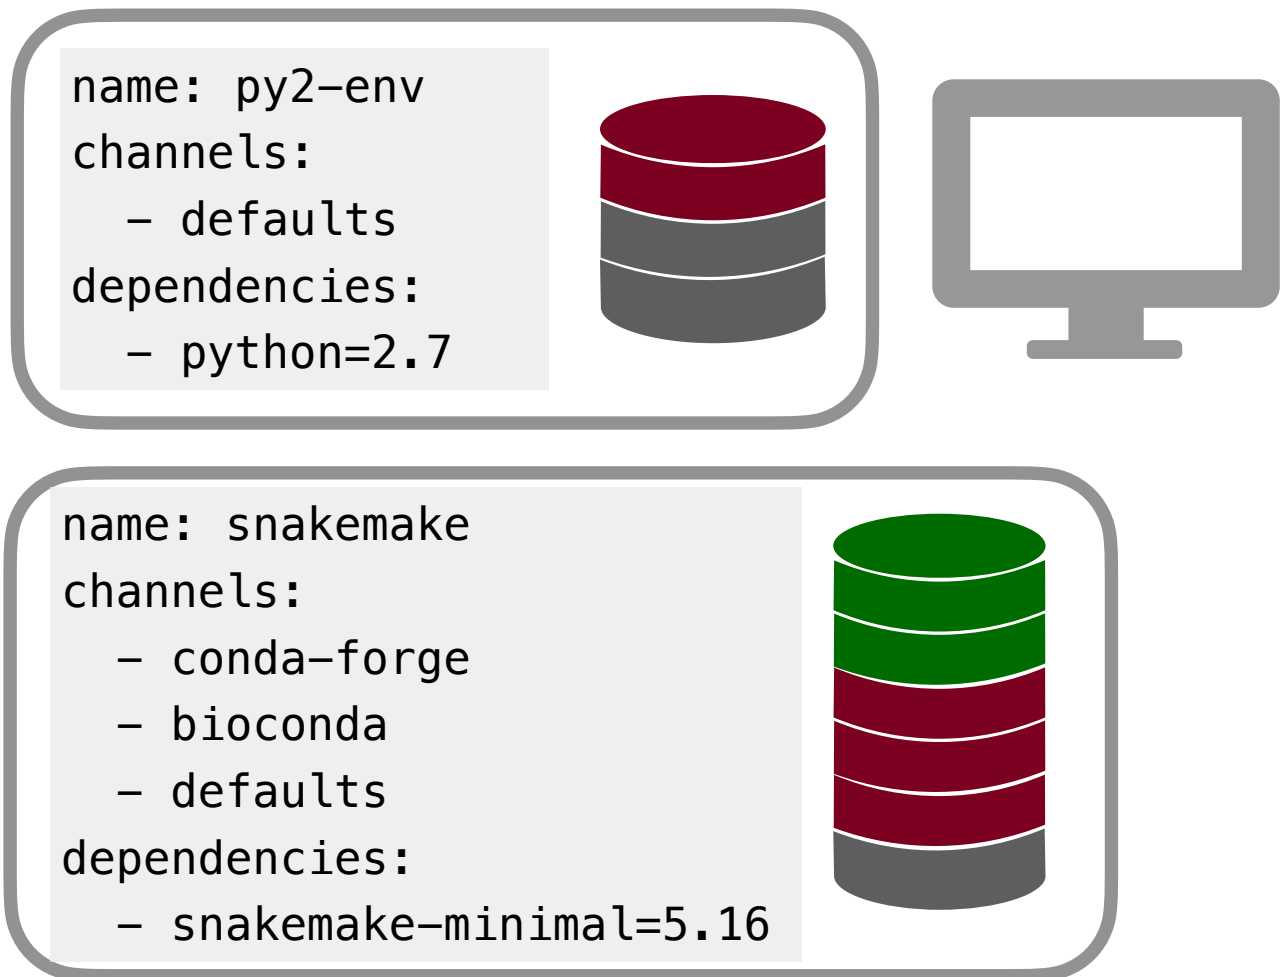 name: py2-env
channels:
  - defaults
dependencies:
  - python=2.7
name: snakemake
channels:
  - conda-forge
  - bioconda
  - defaults
dependencies:
  - snakemake-minimal=5.16